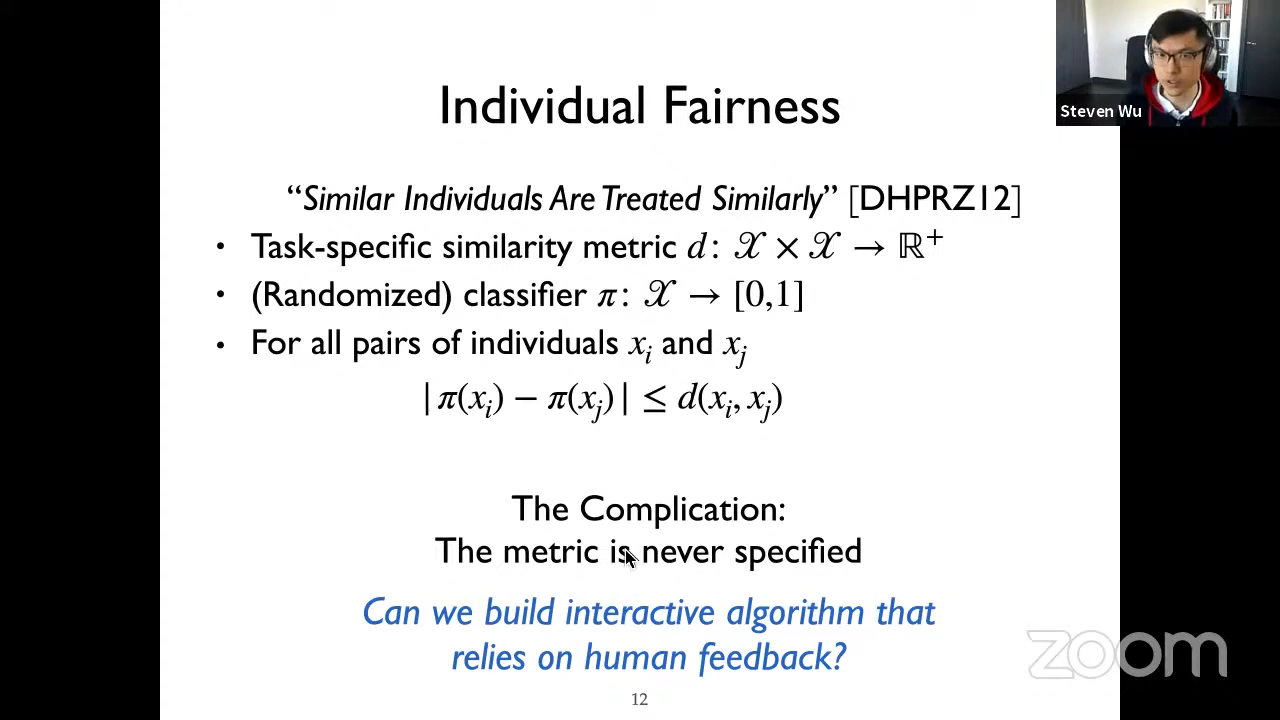 Individual Fairness
Steven Wu
“Similar Individuals Are Treated Similarly” [DHPRZ12]
• Task-specific similarity metric d: 𝒳 × 𝒳 → ℝ⁺
• (Randomized) classifier π: 𝒳 → [0,1]
• For all pairs of individuals xᵢ and xⱼ
|π(xᵢ) − π(xⱼ)| ≤ d(xᵢ, xⱼ)
The Complication:
The metric is never specified
Can we build interactive algorithm that
relies on human feedback?
zoom
12